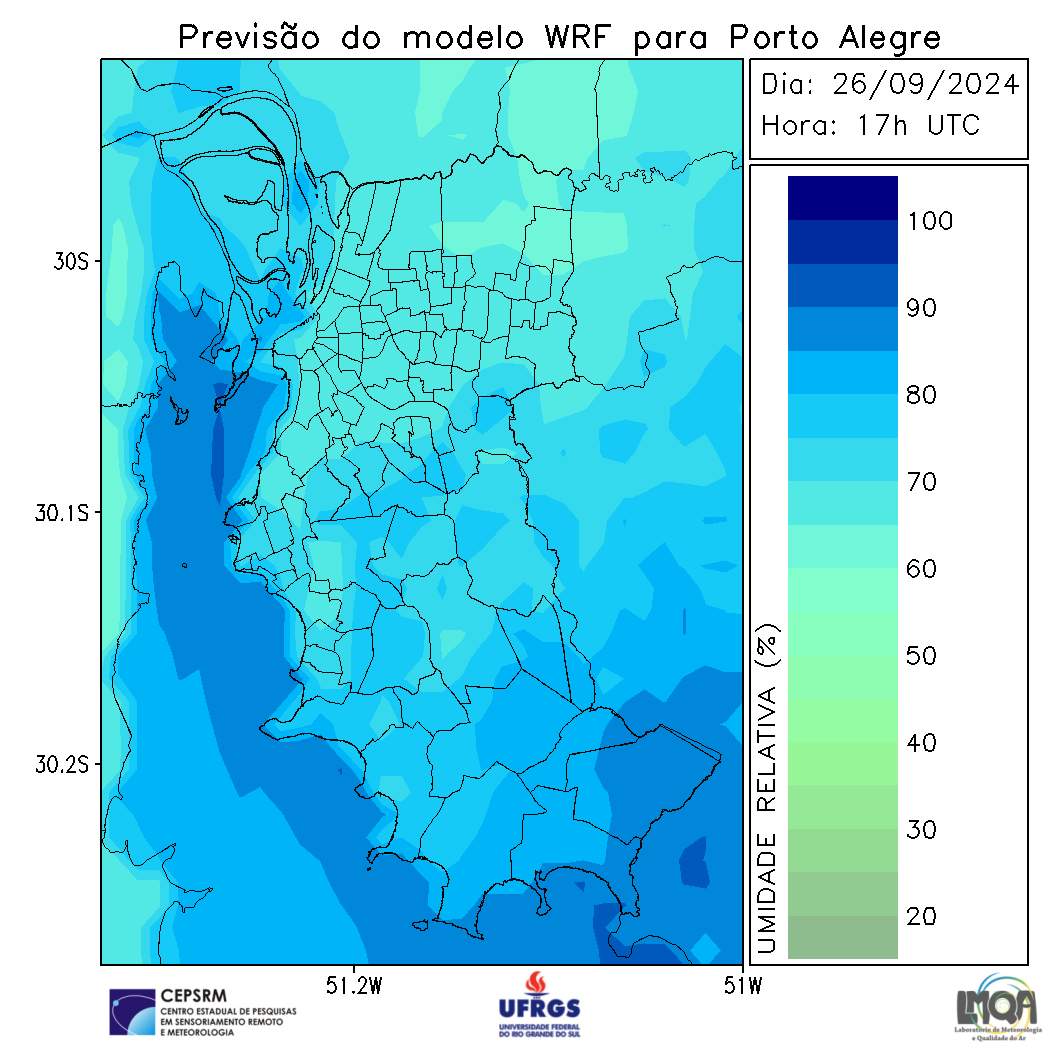 Previsão do modelo WRF para Porto Alegre
Dia: 26/09/2024
Hora: 17h UTC
100
90
80
70
60
50
40
30
20
UMIDADE RELATIVA (%)
30S
30.1S
30.2S
51.2W
51W
CEPSRM
CENTRO ESTADUAL DE PESQUISAS
EM SENSORIAMENTO REMOTO
E METEOROLOGIA
UFRGS
UNIVERSIDADE FEDERAL
DO RIO GRANDE DO SUL
LMQA
Laboratório de Meteorologia
e Qualidade do Ar